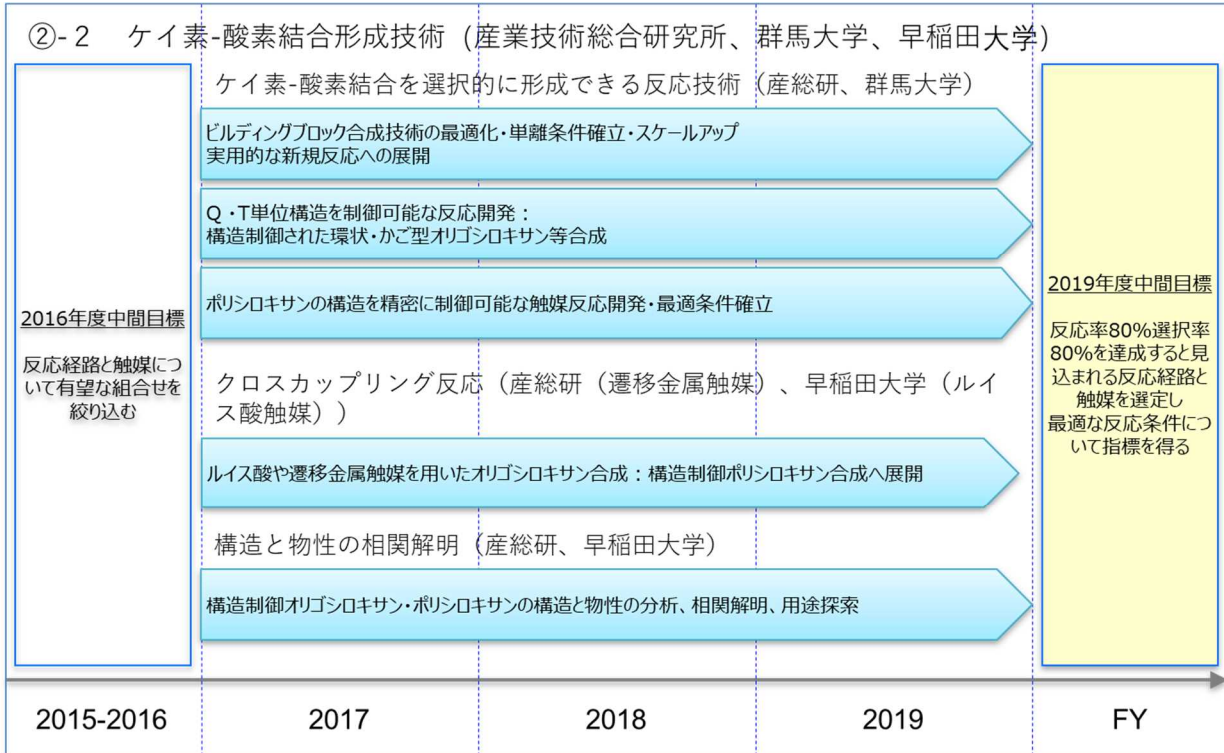 ②-２　ケイ素-酸素結合形成技術（産業技術総合研究所、群馬大学、早稲田大学）
ケイ素-酸素結合を選択的に形成できる反応技術（産総研、群馬大学）
ビルディングブロック合成技術の最適化・単離条件確立・スケールアップ
実用的な新規反応への展開
Q・T単位構造を制御可能な反応開発：
構造制御された環状・かご型オリゴシロキサン等合成
ポリシロキサンの構造を精密に制御可能な触媒反応開発・最適条件確立
クロスカップリング反応（産総研（遷移金属触媒）、早稲田大学（ルイ
ス酸触媒））
ルイス酸や遷移金属触媒を用いたオリゴシロキサン合成：構造制御ポリシロキサン合成へ展開
構造と物性の相関解明（産総研、早稲田大学）
構造制御オリゴシロキサン・ポリシロキサンの構造と物性の分析、相関解明、用途探索
2016年度中間目標
反応経路と触媒につ
いて有望な組合せを
絞り込む
2019年度中間目標
反応率80%選択率
80%を達成すると見
込まれる反応経路と
触媒を選定し
最適な反応条件につ
いて指標を得る
2015-2016
2017
2018
2019
FY